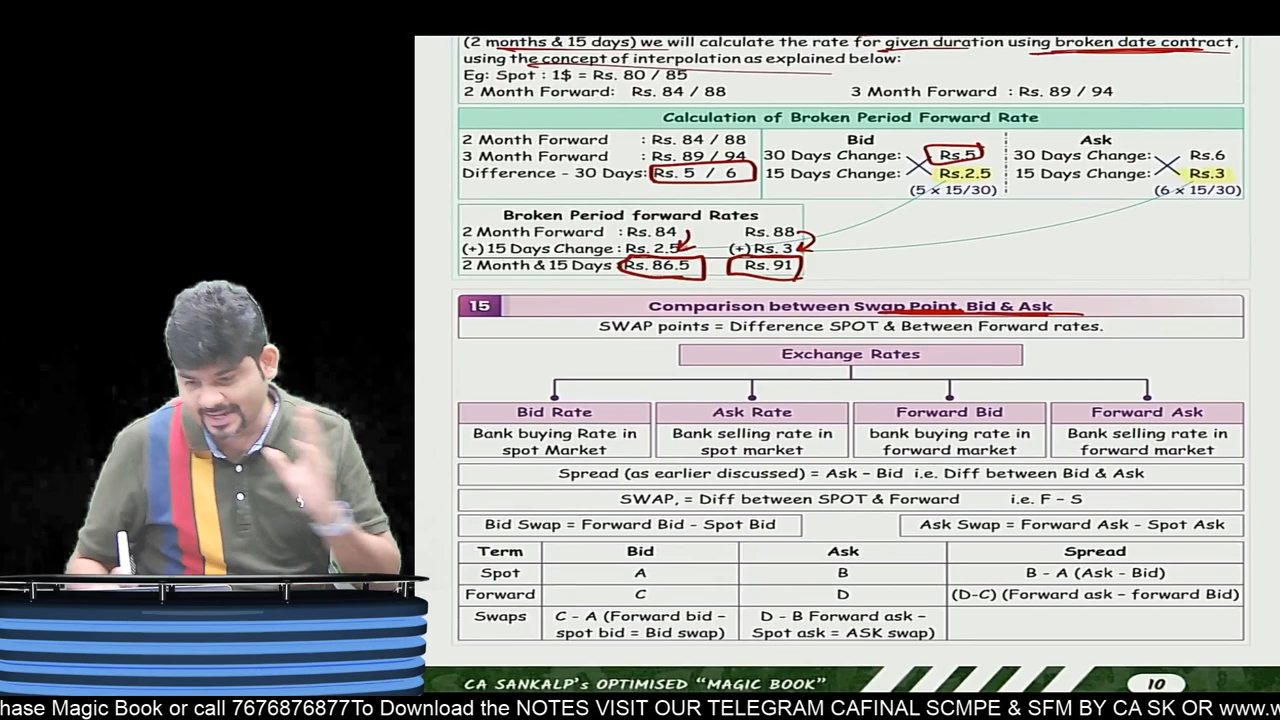 (2 months & 15 days) we will calculate the rate for given duration using broken date contract,
using the concept of interpolation as explained below:
Eg: Spot : 1$ = Rs. 80 / 85
2 Month Forward: Rs. 84 / 88 3 Month Forward : Rs. 89 / 94
Calculation of Broken Period Forward Rate
2 Month Forward : Rs. 84 / 88
3 Month Forward : Rs. 89 / 94
Difference - 30 Days: Rs. 5 / 6
Bid
30 Days Change: Rs.5
15 Days Change: Rs.2.5
(5 x 15/30)
Ask
30 Days Change: Rs.6
15 Days Change: Rs.3
(6 x 15/30)
Broken Period forward Rates
2 Month Forward : Rs. 84 Rs. 88
(+) 15 Days Change : Rs. 2.5 (+) Rs. 3
2 Month & 15 Days : Rs. 86.5 Rs. 91
15 Comparison between Swap Point, Bid & Ask
SWAP points = Difference SPOT & Between Forward rates.
Exchange Rates
Bid Rate Ask Rate Forward Bid Forward Ask
Bank buying Rate in Bank selling rate in bank buying rate in Bank selling rate in
spot Market spot market forward market forward market
Spread (as earlier discussed) = Ask – Bid i.e. Diff between Bid & Ask
SWAP, = Diff between SPOT & Forward i.e. F – S
Bid Swap = Forward Bid - Spot Bid Ask Swap = Forward Ask - Spot Ask
Term Bid Ask Spread
Spot A B B - A (Ask - Bid)
Forward C D (D-C) (Forward ask – forward Bid)
Swaps C - A (Forward bid – D - B Forward ask –
spot bid = Bid swap) Spot ask = ASK swap)
CA SANKALP's OPTIMISED "MAGIC BOOK" 10
hase Magic Book or call 7676876877To Download the NOTES VISIT OUR TELEGRAM CAFINAL SCMPE & SFM BY CA SK OR www.